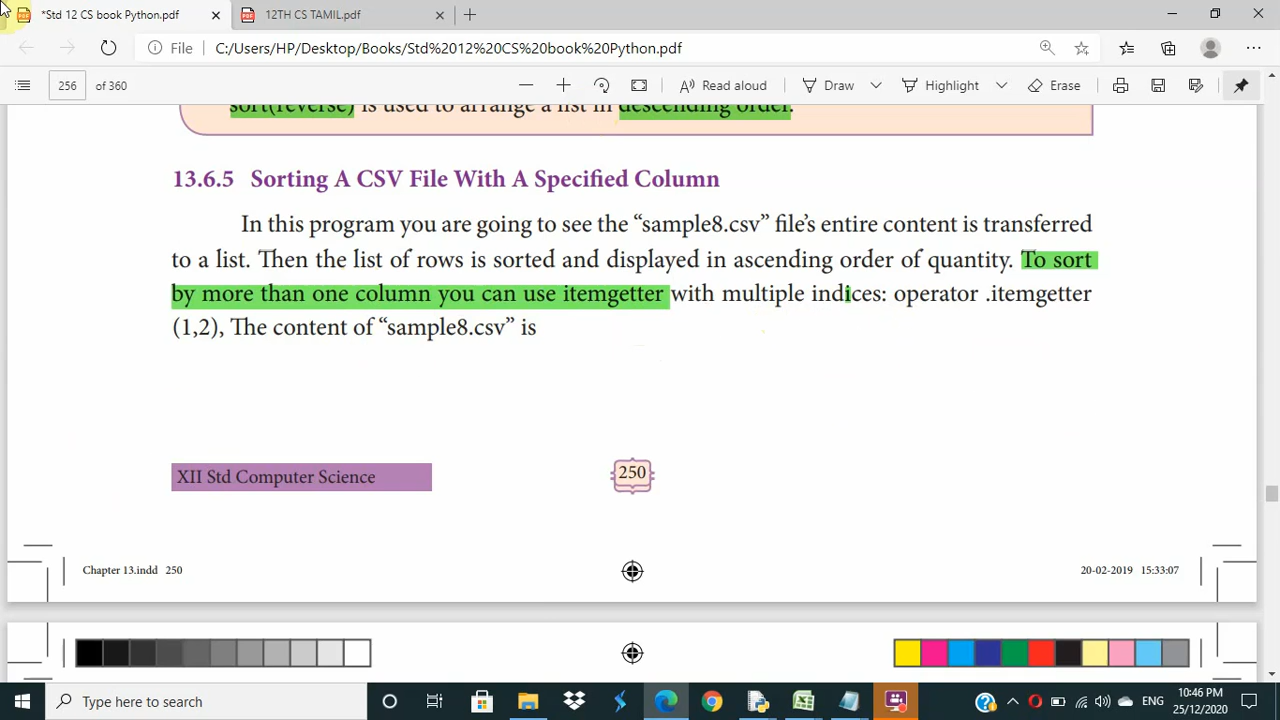 *Std 12 CS book Python.pdf
12TH CS TAMIL.pdf
File C:/Users/HP/Desktop/Books/Std%2012%20CS%20book%20Python.pdf
256 of 360
Read aloud
Draw
Highlight
Erase
sort(reverse) is used to arrange a list in descending order.
13.6.5 Sorting A CSV File With A Specified Column
In this program you are going to see the “sample8.csv” file’s entire content is transferred
to a list. Then the list of rows is sorted and displayed in ascending order of quantity. To sort
by more than one column you can use itemgetter with multiple indices: operator .itemgetter
(1,2), The content of “sample8.csv” is
XII Std Computer Science
250
Chapter 13.indd 250
20-02-2019 15:33:07
Type here to search
ENG
10:46 PM
25/12/2020